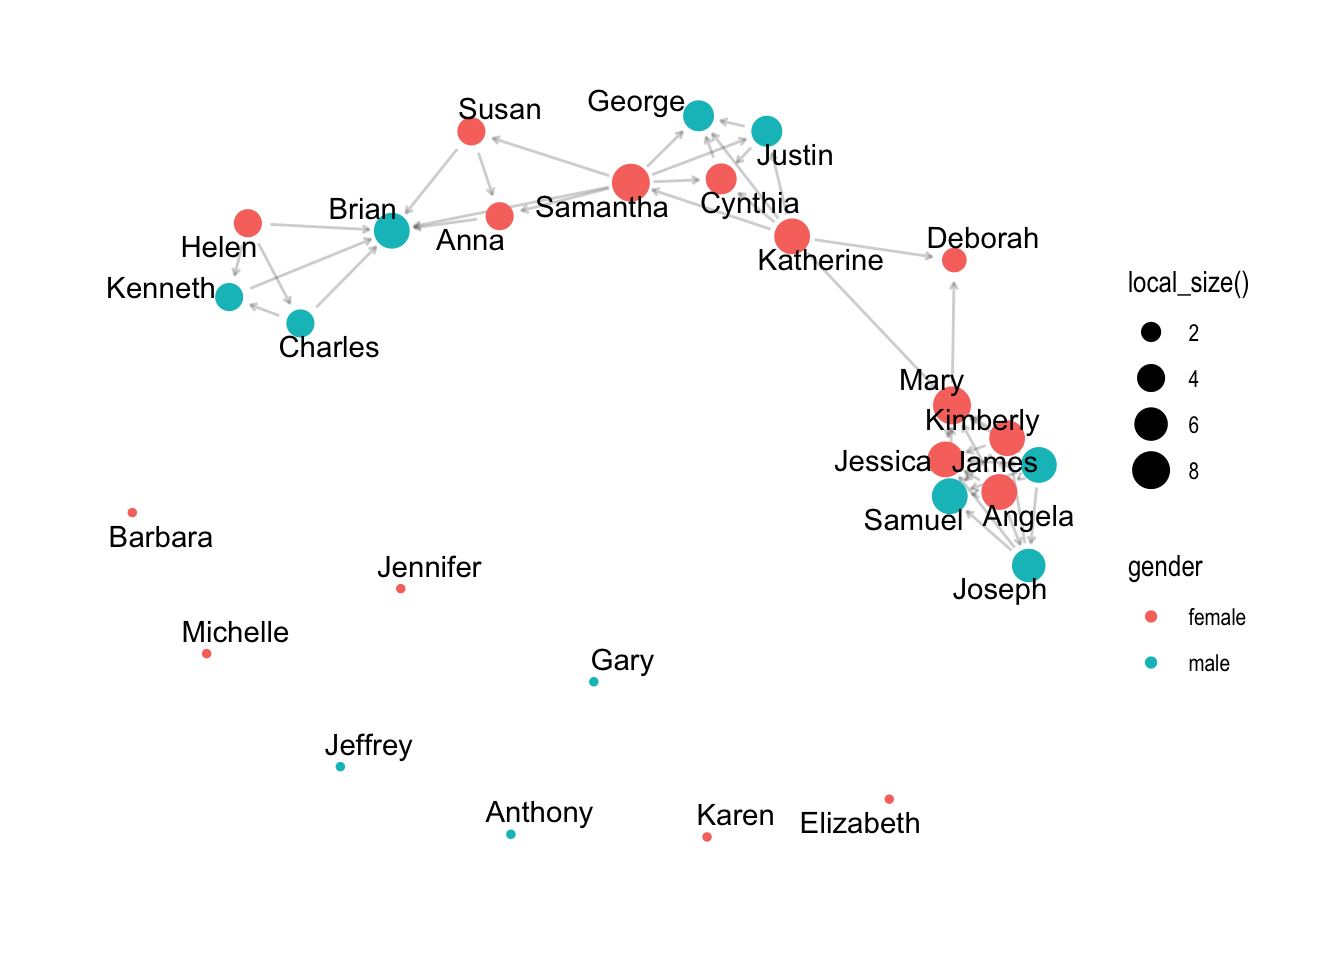 Susan
George
Justin
Brian
Samantha
Cynthia
Helen
Anna
Deborah
Katherine
Kenneth
local_size()
2
Charles
4
Mary
Kimberly
6
Jessica
James
8
Samuel
Angela
Barbara
Jennifer
gender
Joseph
female
Michelle
Gary
male
Jeffrey
Anthony
Karen
Elizabeth